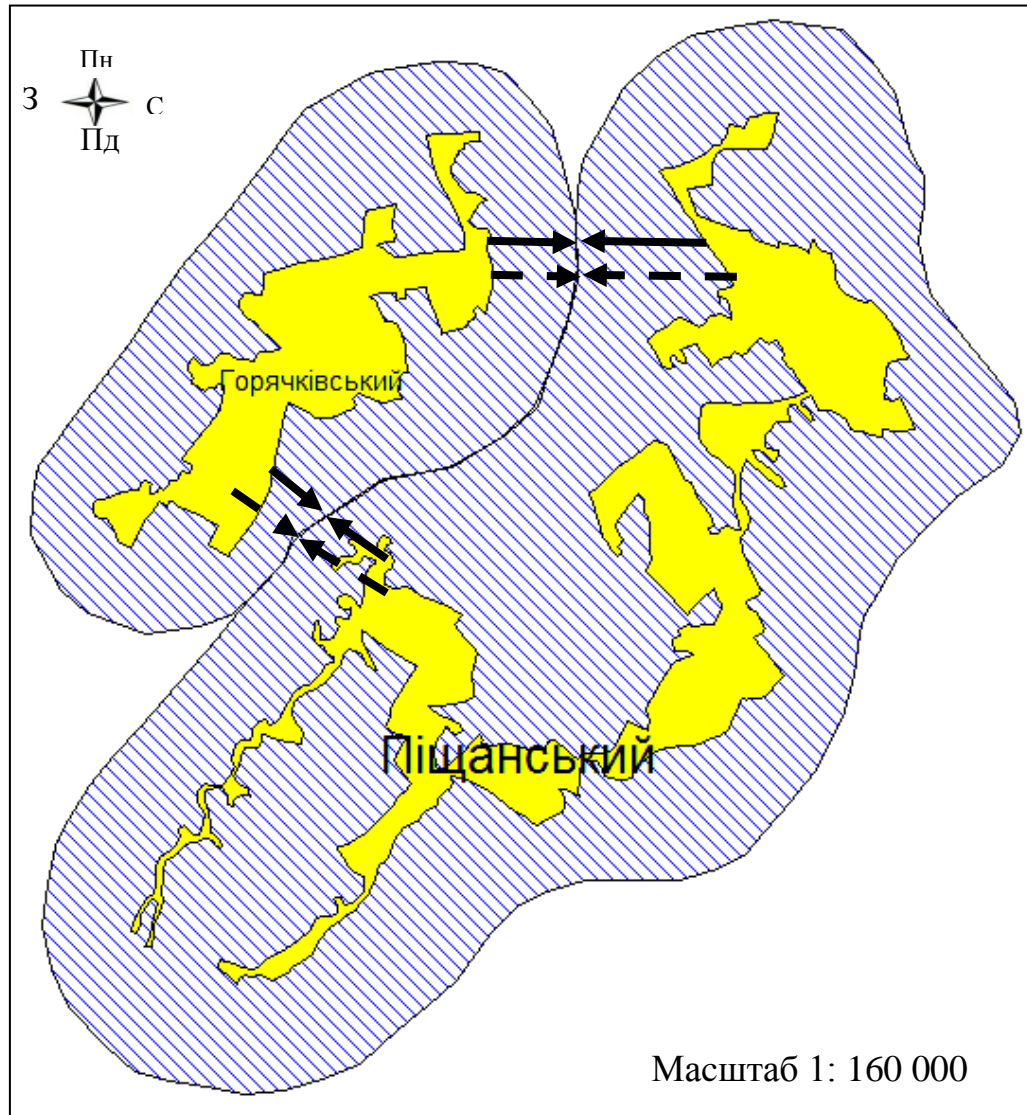 Пн
З С
Пд
Горячківський
Піщанський
Масштаб 1: 160 000